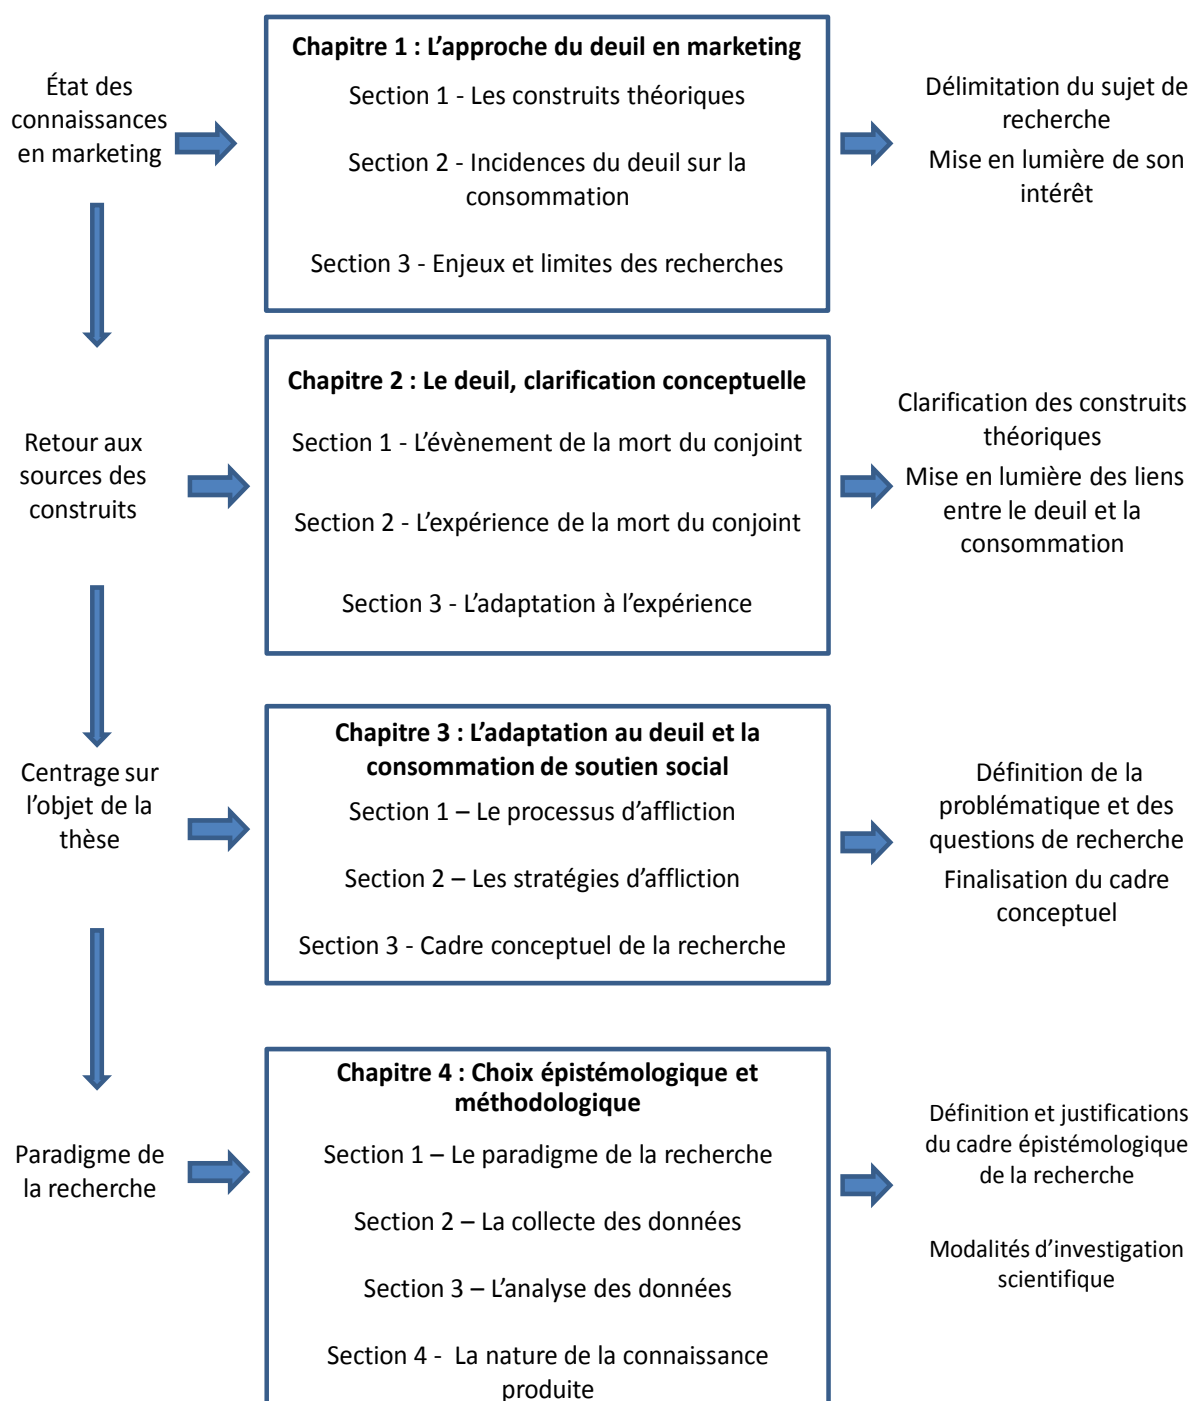 État des
connaissances
en marketing
Chapitre 1 : L’approche du deuil en marketing
Section 1 - Les construits théoriques
Section 2 - Incidences du deuil sur la
consommation
Section 3 - Enjeux et limites des recherches
Délimitation du sujet de
recherche
Mise en lumière de son
intérêt
Retour aux
sources des
construits
Chapitre 2 : Le deuil, clarification conceptuelle
Section 1 - L’évènement de la mort du conjoint
Section 2 - L’expérience de la mort du conjoint
Section 3 - L’adaptation à l’expérience
Clarification des construits
théoriques
Mise en lumière des liens
entre le deuil et la
consommation
Centrage sur
l’objet de la
thèse
Chapitre 3 : L’adaptation au deuil et la
consommation de soutien social
Section 1 – Le processus d’affliction
Section 2 – Les stratégies d’affliction
Section 3 - Cadre conceptuel de la recherche
Définition de la
problématique et des
questions de recherche
Finalisation du cadre
conceptuel
Paradigme de
la recherche
Chapitre 4 : Choix épistémologique et
méthodologique
Section 1 – Le paradigme de la recherche
Section 2 – La collecte des données
Section 3 – L’analyse des données
Section 4 -  La nature de la connaissance
produite
Définition et justifications
du cadre épistémologique
de la recherche
Modalités d’investigation
scientifique